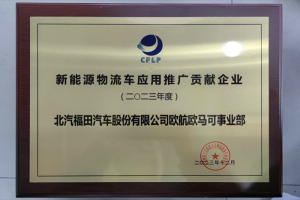 CFLP
新能源物流车应用推广贡献企业
(二〇二三年度)
北汽福田汽车股份有限公司欧航欧马可事业部
二〇二三年十二月